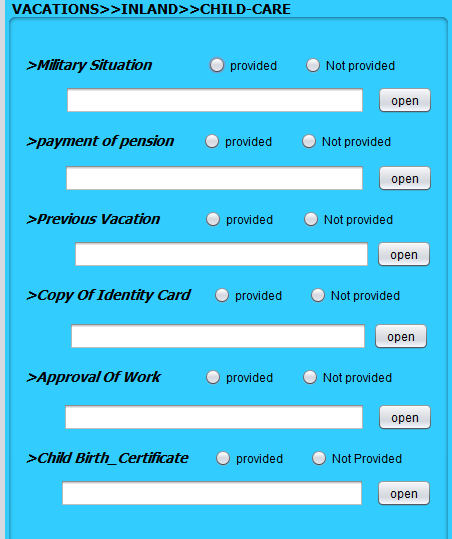 VACATIONS>>INLAND>>CHILD-CARE
>Military Situation provided Not provided
open
>payment of pension provided Not provided
open
>Previous Vacation provided Not provided
open
>Copy Of Identity Card provided Not provided
open
>Approval Of Work provided Not provided
open
>Child Birth_Certificate provided Not Provided
open